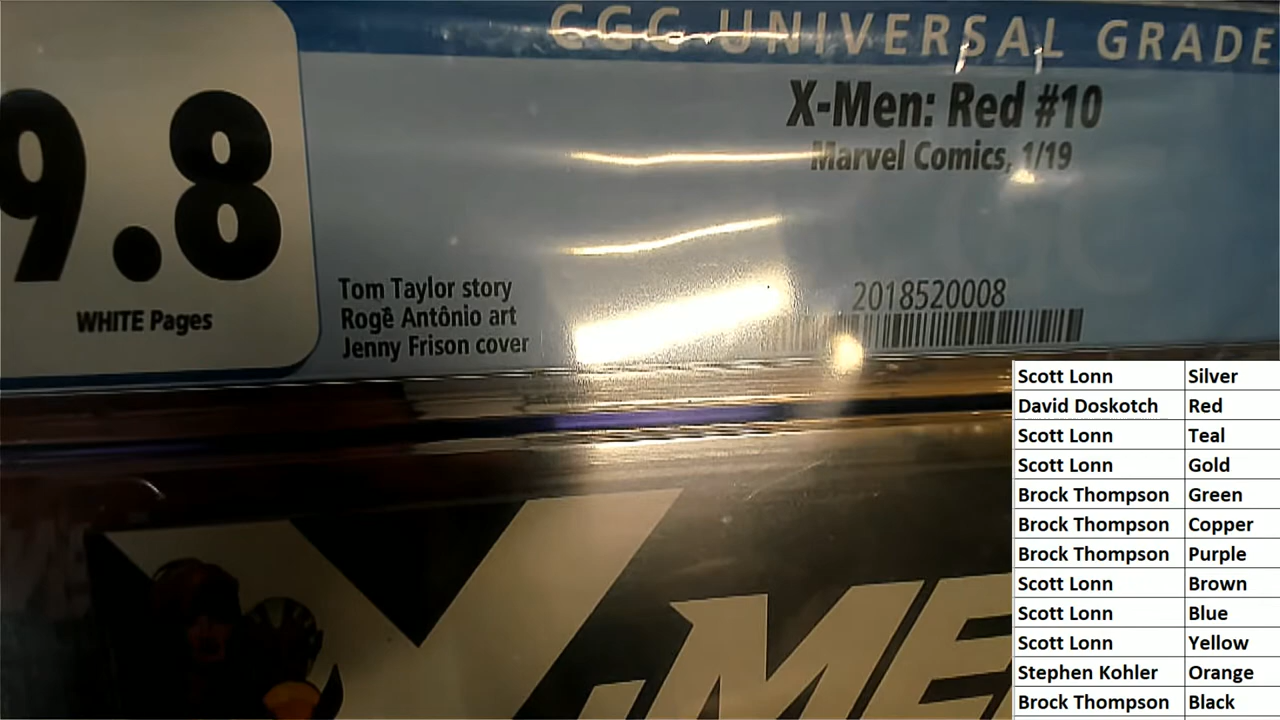 CGC UNIVERSAL GRADE
9.8
WHITE Pages
X-Men: Red #10
Marvel Comics, 1/19
Tom Taylor story
Rogê Antônio art
Jenny Frison cover
2018520008
X-ME
Scott Lonn Silver
David Doskotch Red
Scott Lonn Teal
Scott Lonn Gold
Brock Thompson Green
Brock Thompson Copper
Brock Thompson Purple
Scott Lonn Brown
Scott Lonn Blue
Scott Lonn Yellow
Stephen Kohler Orange
Brock Thompson Black